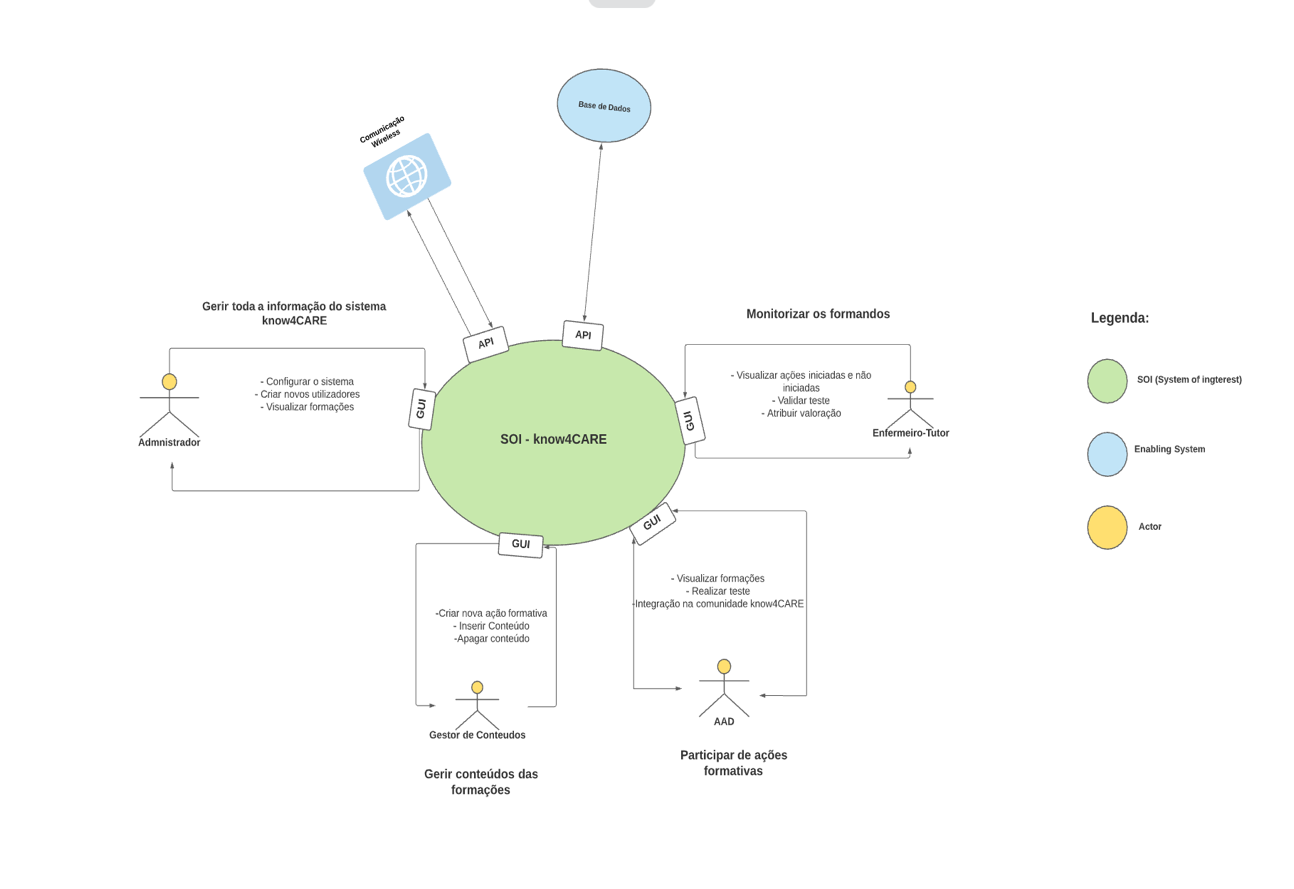 Base de Dados
Comunicação
Wireless
Gerir toda a informação do sistema
know4CARE
- Configurar o sistema
- Criar novos utilizadores
- Visualizar formações
Admnistrador
GUI
API
API
SOI - know4CARE
Monitorizar os formandos
- Visualizar ações iniciadas e não
iniciadas
- Validar teste
- Atribuir valoração
Enfermeiro-Tutor
GUI
GUI
GUI
-Criar nova ação formativa
- Inserir Conteúdo
-Apagar conteúdo
Gestor de Conteudos
Gerir conteúdos das
formações
- Visualizar formações
- Realizar teste
-Integração na comunidade know4CARE
AAD
Participar de ações
formativas
Legenda:
SOI (System of ingterest)
Enabling System
Actor